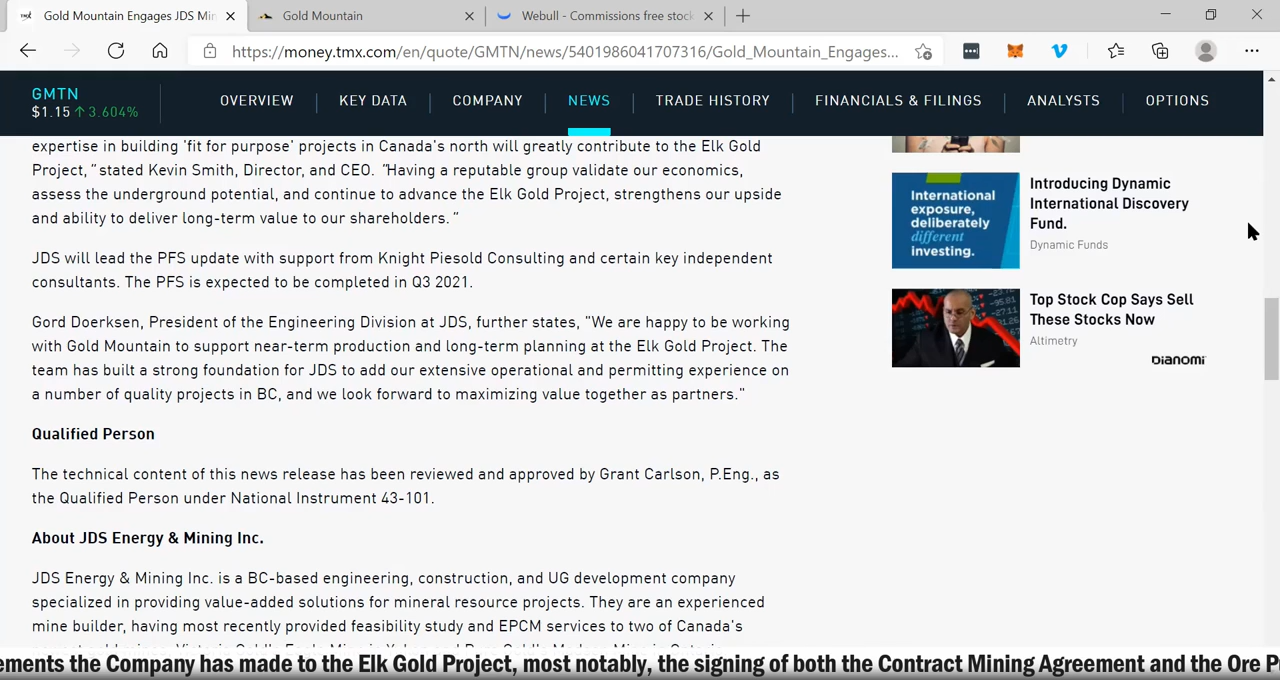 Gold Mountain Engages JDS Min
Gold Mountain
Webull - Commissions free stock
https://money.tmx.com/en/quote/GMTN/news/5401986041707316/Gold_Mountain_Engages...
GMTN
$1.15 ↑ 3.604%
OVERVIEW
KEY DATA
COMPANY
NEWS
TRADE HISTORY
FINANCIALS & FILINGS
ANALYSTS
OPTIONS
expertise in building 'fit for purpose' projects in Canada's north will greatly contribute to the Elk Gold
Project," stated Kevin Smith, Director, and CEO. "Having a reputable group validate our economics,
assess the underground potential, and continue to advance the Elk Gold Project, strengthens our upside
and ability to deliver long-term value to our shareholders."
JDS will lead the PFS update with support from Knight Piesold Consulting and certain key independent
consultants. The PFS is expected to be completed in Q3 2021.
Gord Doerksen, President of the Engineering Division at JDS, further states, "We are happy to be working
with Gold Mountain to support near-term production and long-term planning at the Elk Gold Project. The
team has built a strong foundation for JDS to add our extensive operational and permitting experience on
a number of quality projects in BC, and we look forward to maximizing value together as partners."
Qualified Person
The technical content of this news release has been reviewed and approved by Grant Carlson, P.Eng., as
the Qualified Person under National Instrument 43-101.
About JDS Energy & Mining Inc.
JDS Energy & Mining Inc. is a BC-based engineering, construction, and UG development company
specialized in providing value-added solutions for mineral resource projects. They are an experienced
mine builder, having most recently provided feasibility study and EPCM services to two of Canada's
International
exposure,
deliberately
different
investing.
Introducing Dynamic
International Discovery
Fund.
Dynamic Funds
Top Stock Cop Says Sell
These Stocks Now
Altimetry
DIANOMI
ements the Company has made to the Elk Gold Project, most notably, the signing of both the Contract Mining Agreement and the Ore P